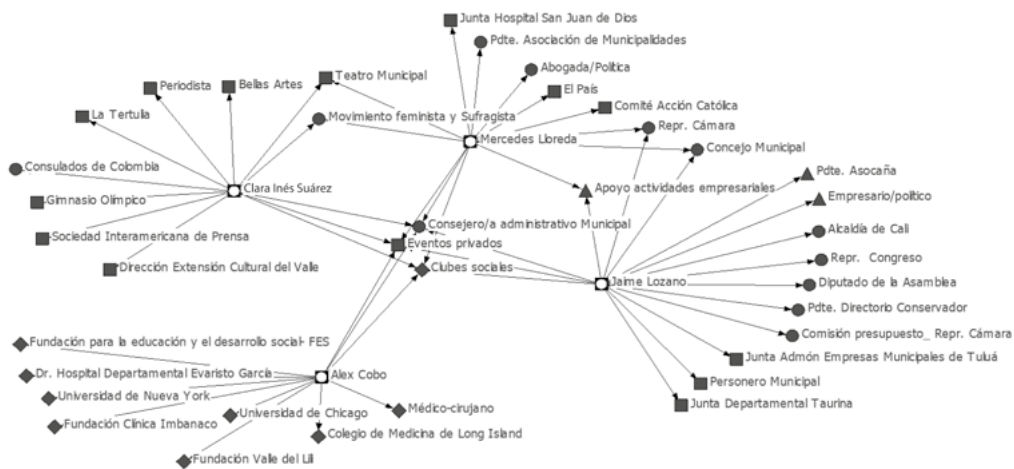 Junta Hospital San Juan de Dios
Pdte. Asociación de Municipalidades
Abogada/Política
Teatro Municipal
Bellas Artes
Periodista
El País
Comité Acción Católica
La Tertulia
Movimiento feminista y Sufragista
Repr. Cámara
Mercedes Lloreda
Concejo Municipal
Consulados de Colombia
Pdte. Asocaña
Clara Inés Suárez
Apoyo actividades empresariales
Empresario/político
Gimnasio Olímpico
Consejero/a administrativo Municipal
Alcaldía de Cali
Sociedad Interamericana de Prensa
Eventos privados
Repr. Congreso
Dirección Extensión Cultural del Valle
Clubes sociales
Jaime Lozano
Diputado de la Asamblea
Pdte. Directorio Conservador
Comisión presupuesto_ Repr. Cámara
Fundación para la educación y el desarrollo social- FES
Junta Admón Empresas Municipales de Tuluá
Dr. Hospital Departamental Evaristo García
Alex Cobo
Personero Municipal
Universidad de Nueva York
Junta Departamental Taurina
Universidad de Chicago
Médico-cirujano
Fundación Clínica Imbanaco
Colegio de Medicina de Long Island
Fundación Valle del Lili